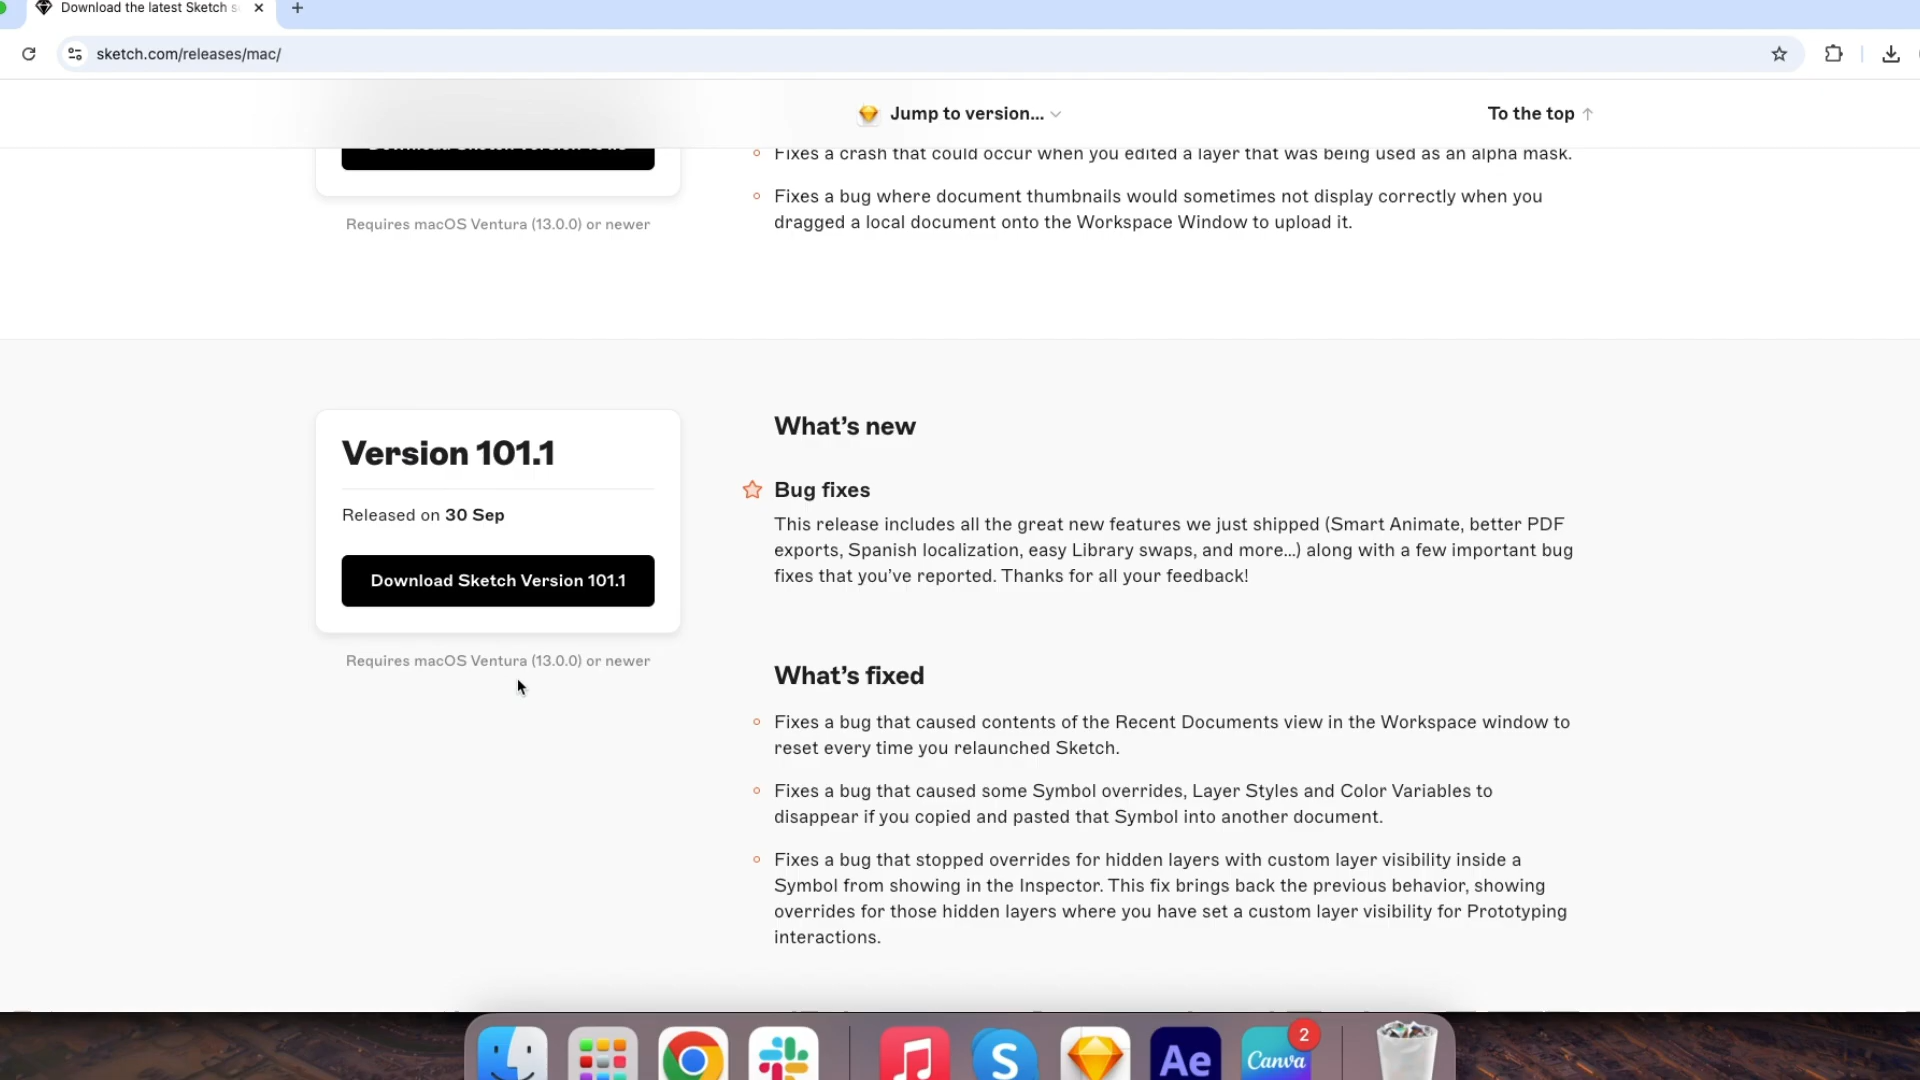 Download the latest Sketch s
sketch.com/releases/mac/
Jump to version...
To the top ↑
Fixes a crash that could occur when you edited a layer that was being used as an alpha mask.
Fixes a bug where document thumbnails would sometimes not display correctly when you
dragged a local document onto the Workspace Window to upload it.
Requires macOS Ventura (13.0.0) or newer
Version 101.1
Released on 30 Sep
Download Sketch Version 101.1
Requires macOS Ventura (13.0.0) or newer
What’s new
Bug fixes
This release includes all the great new features we just shipped (Smart Animate, better PDF
exports, Spanish localization, easy Library swaps, and more…) along with a few important bug
fixes that you’ve reported. Thanks for all your feedback!
What’s fixed
Fixes a bug that caused contents of the Recent Documents view in the Workspace window to
reset every time you relaunched Sketch.
Fixes a bug that caused some Symbol overrides, Layer Styles and Color Variables to
disappear if you copied and pasted that Symbol into another document.
Fixes a bug that stopped overrides for hidden layers with custom layer visibility inside a
Symbol from showing in the Inspector. This fix brings back the previous behavior, showing
overrides for those hidden layers where you have set a custom layer visibility for Prototyping
interactions.
S
Ae
Canva
2